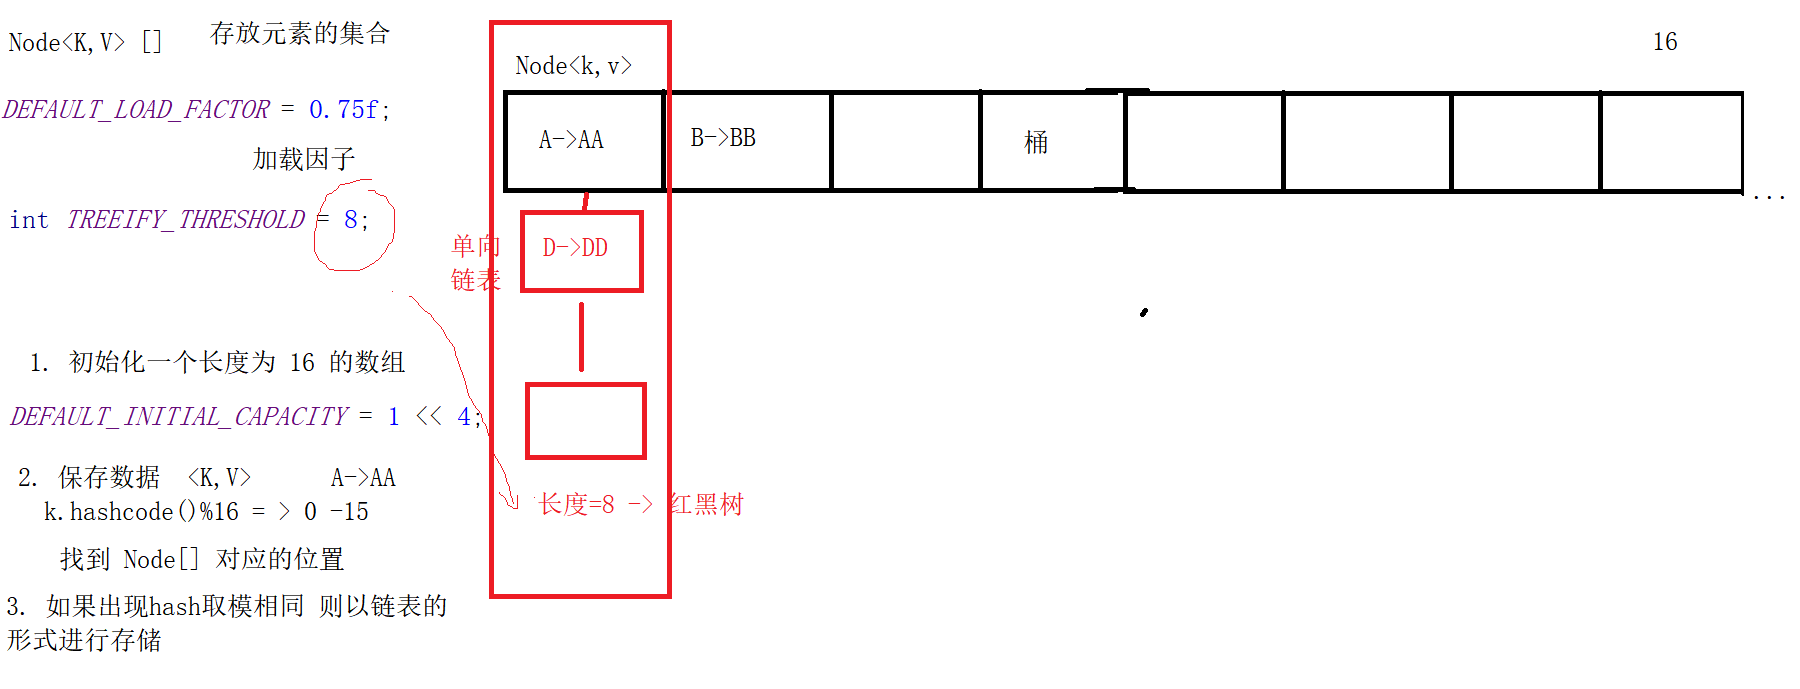 Node<K,V> []
存放元素的集合
DEFAULT_LOAD_FACTOR = 0.75f;
加载因子
int TREEIFY_THRESHOLD = 8;
1. 初始化一个长度为 16 的数组
DEFAULT_INITIAL_CAPACITY = 1 << 4;
2. 保存数据 <K,V> A->AA
k.hashcode()%16 = > 0 -15
找到 Node[] 对应的位置
3. 如果出现hash取模相同 则以链表的
形式进行存储
Node<k,v>
16
A->AA
B->BB
桶
...
单向
链表
D->DD
长度=8 -> 红黑树